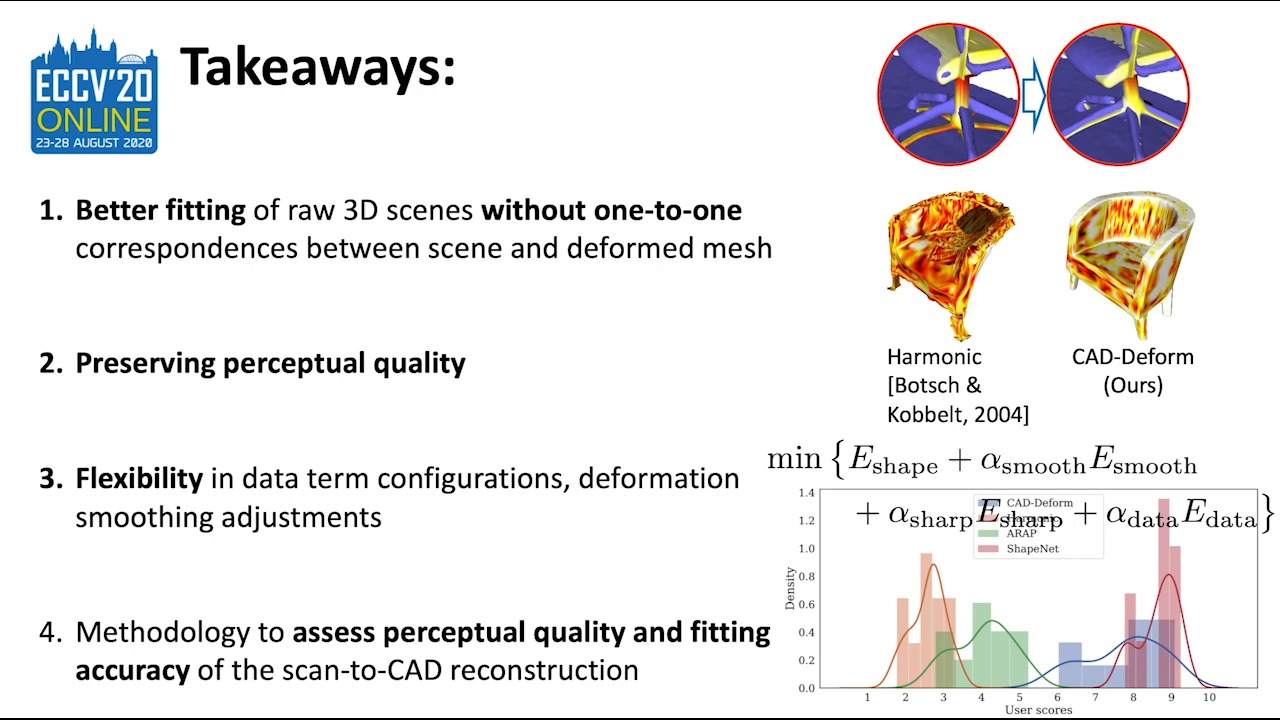 ECCV'20
ONLINE
23-28 AUGUST 2020
Takeaways:
1. Better fitting of raw 3D scenes without one-to-one
correspondences between scene and deformed mesh
2. Preserving perceptual quality
3. Flexibility in data term configurations, deformation
smoothing adjustments
4. Methodology to assess perceptual quality and fitting
accuracy of the scan-to-CAD reconstruction
Harmonic
[Botsch &
Kobbelt, 2004]
CAD-Deform
(Ours)
min { E_shape + α_smooth E_smooth
+ α_sharp E_sharp + α_data E_data }
CAD-Deform
ARAP
ShapeNet
Density
1.4
1.2
1.0
0.8
0.6
0.4
0.2
0.0
1 2 3 4 5 6 7 8 9 10
User scores